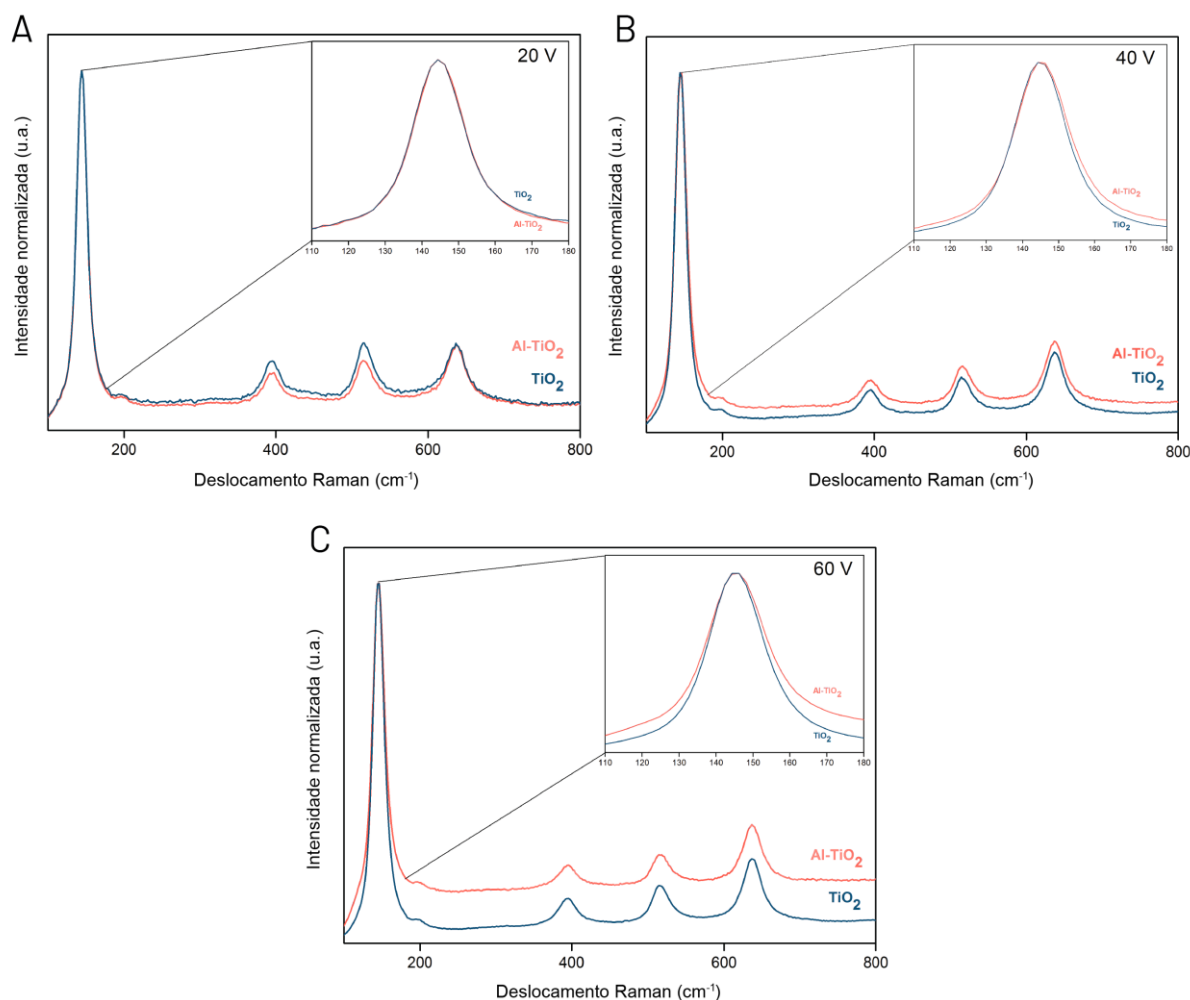 A
20 V
Intensidade normalizada (u.a.)
TiO₂
Al-TiO₂
110 120 130 140 150 160 170 180
Al-TiO₂
TiO₂
200 400 600 800
Deslocamento Raman (cm⁻¹)
B
40 V
Intensidade normalizada (u.a.)
Al-TiO₂
TiO₂
110 120 130 140 150 160 170 180
Al-TiO₂
TiO₂
200 400 600 800
Deslocamento Raman (cm⁻¹)
C
60 V
Intensidade normalizada (u.a.)
Al-TiO₂
TiO₂
110 120 130 140 150 160 170 180
Al-TiO₂
TiO₂
200 400 600 800
Deslocamento Raman (cm⁻¹)